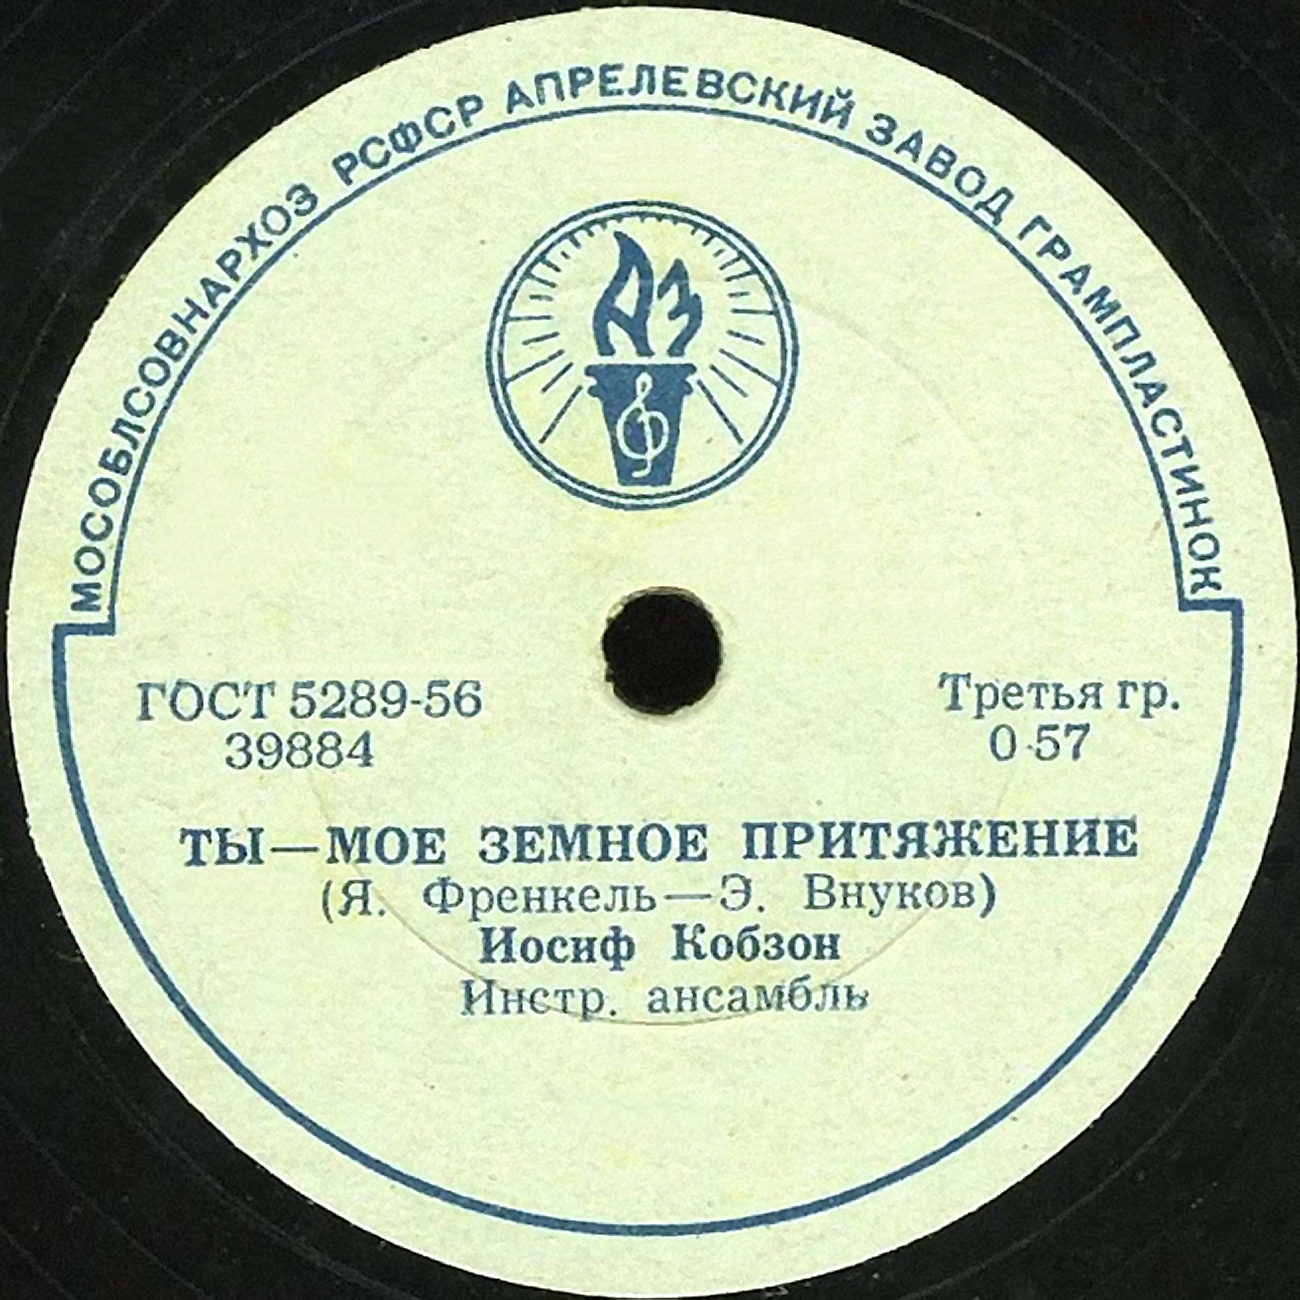 МОСОБЛСОВНАРХОЗ РСФСР АПРЕЛЕВСКИЙ ЗАВОД ГРАМПЛАСТИНОК
АЗ
ГОСТ 5289-56
39884
Третья гр.
0-57
ТЫ—МОЕ ЗЕМНОЕ ПРИТЯЖЕНИЕ
(Я. Френкель—Э. Внуков)
Иосиф Кобзон
Инстр. ансамбль